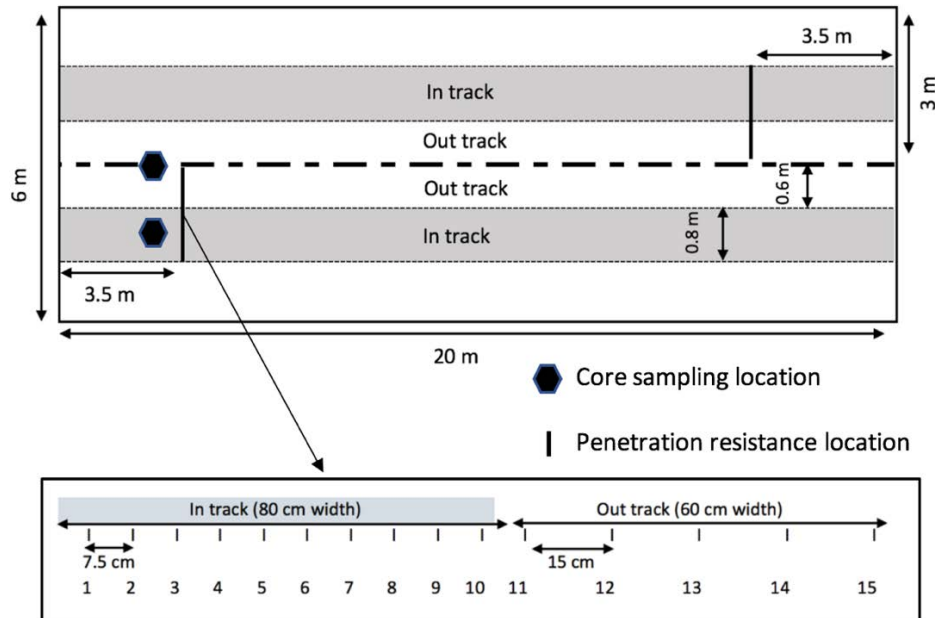 3.5 m
In track
3 m
Out track
6 m
Out track
0.6 m
In track
0.8 m
3.5 m
20 m
Core sampling location
Penetration resistance location
In track (80 cm width) Out track (60 cm width)
7.5 cm 15 cm
1 2 3 4 5 6 7 8 9 10 11 12 13 14 15